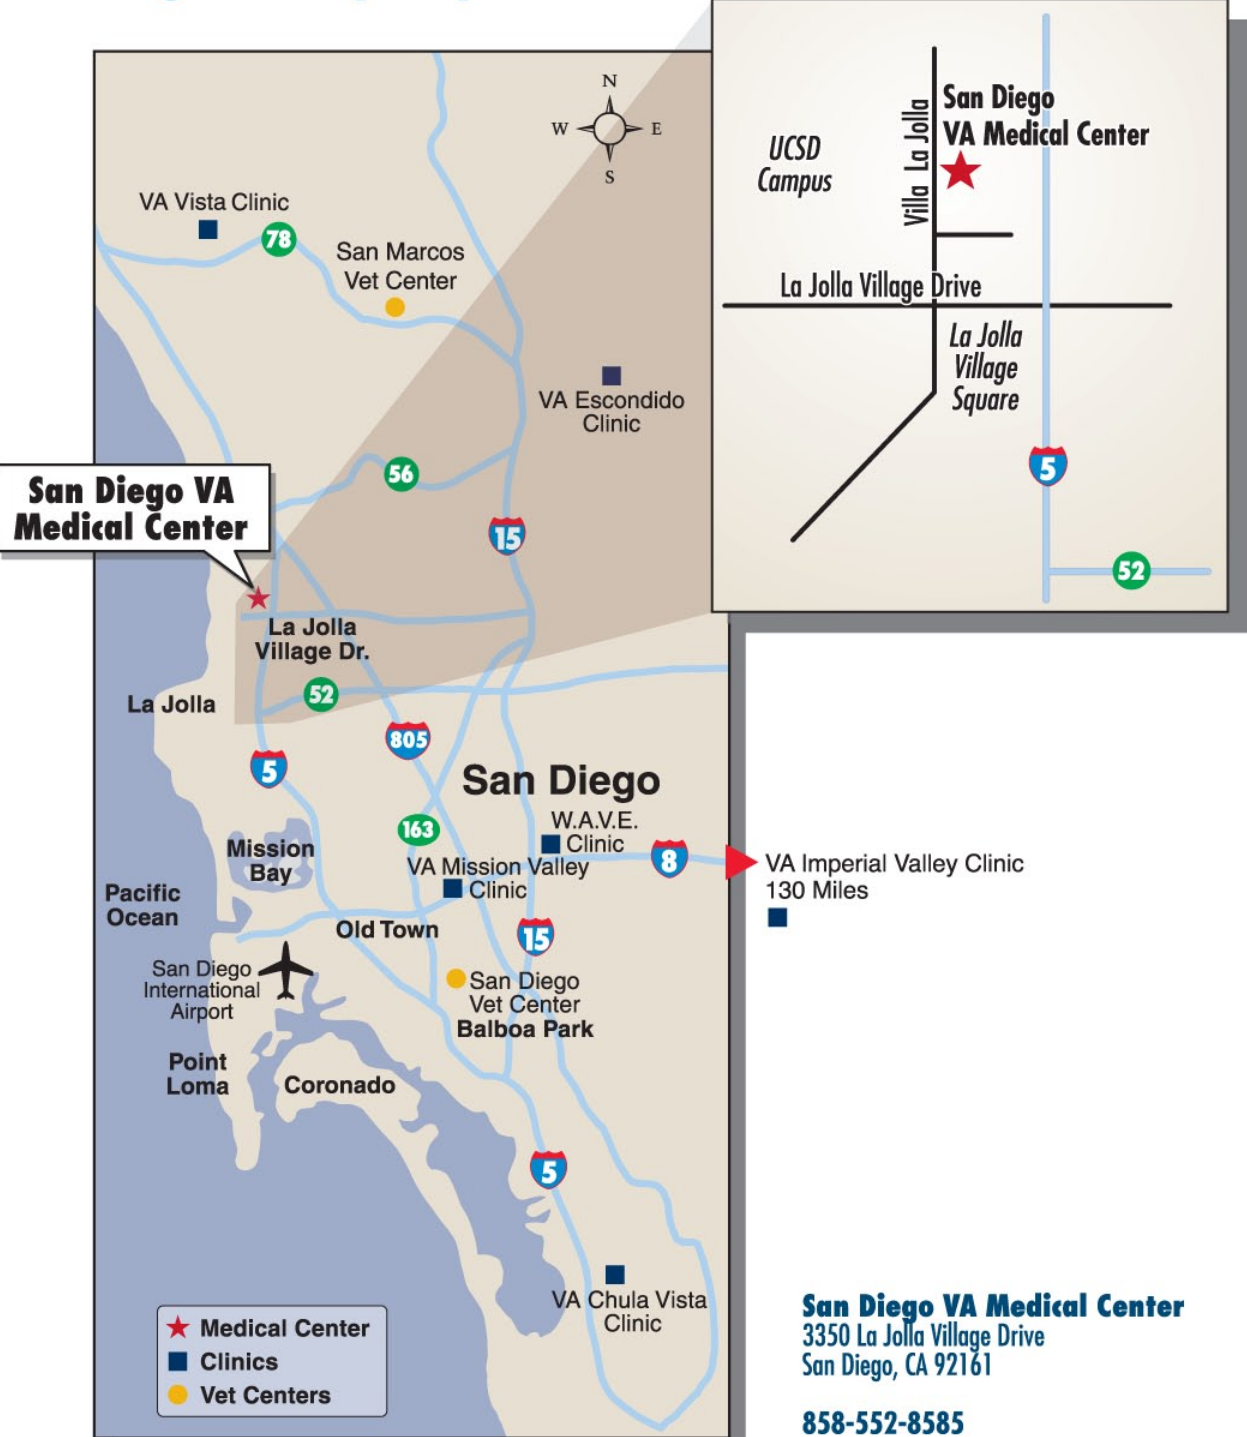 N
W
E
S
VA Vista Clinic
78
San Marcos
Vet Center
VA Escondido
Clinic
56
15
San Diego VA
Medical Center
La Jolla
Village Dr.
52
La Jolla
805
5
San Diego
W.A.V.E.
Clinic
163
8
VA Mission Valley
Clinic
VA Imperial Valley Clinic
130 Miles
Mission
Bay
Pacific
Ocean
Old Town
15
San Diego
International
Airport
San Diego
Vet Center
Balboa Park
Point
Loma
Coronado
5
VA Chula Vista
Clinic
Medical Center
Clinics
Vet Centers
San Diego
VA Medical Center
UCSD
Campus
Villa La Jolla
La Jolla Village Drive
La Jolla
Village
Square
5
52
San Diego VA Medical Center
3350 La Jolla Village Drive
San Diego, CA 92161
858-552-8585